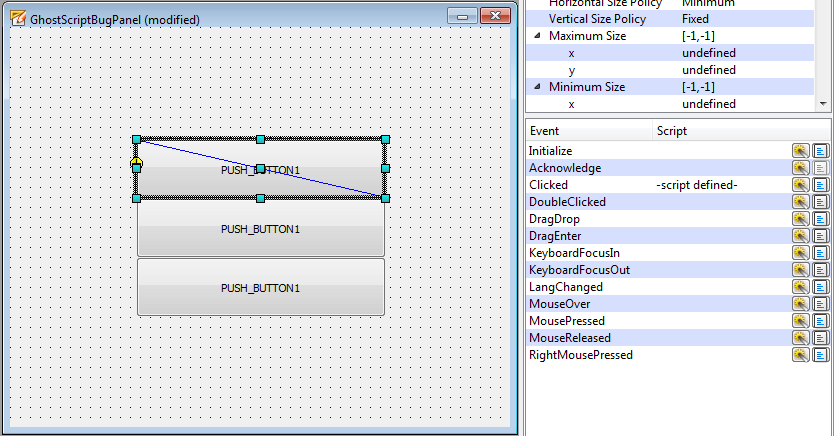 GhostScriptBugPanel (modified)
PUSH_BUTTON1
PUSH_BUTTON1
PUSH_BUTTON1
Horizontal Size Policy Minimum
Vertical Size Policy Fixed
Maximum Size [-1,-1]
x undefined
y undefined
Minimum Size [-1,-1]
x undefined
Event Script
Initialize
Acknowledge
Clicked -script defined-
DoubleClicked
DragDrop
DragEnter
KeyboardFocusIn
KeyboardFocusOut
LangChanged
MouseOver
MousePressed
MouseReleased
RightMousePressed